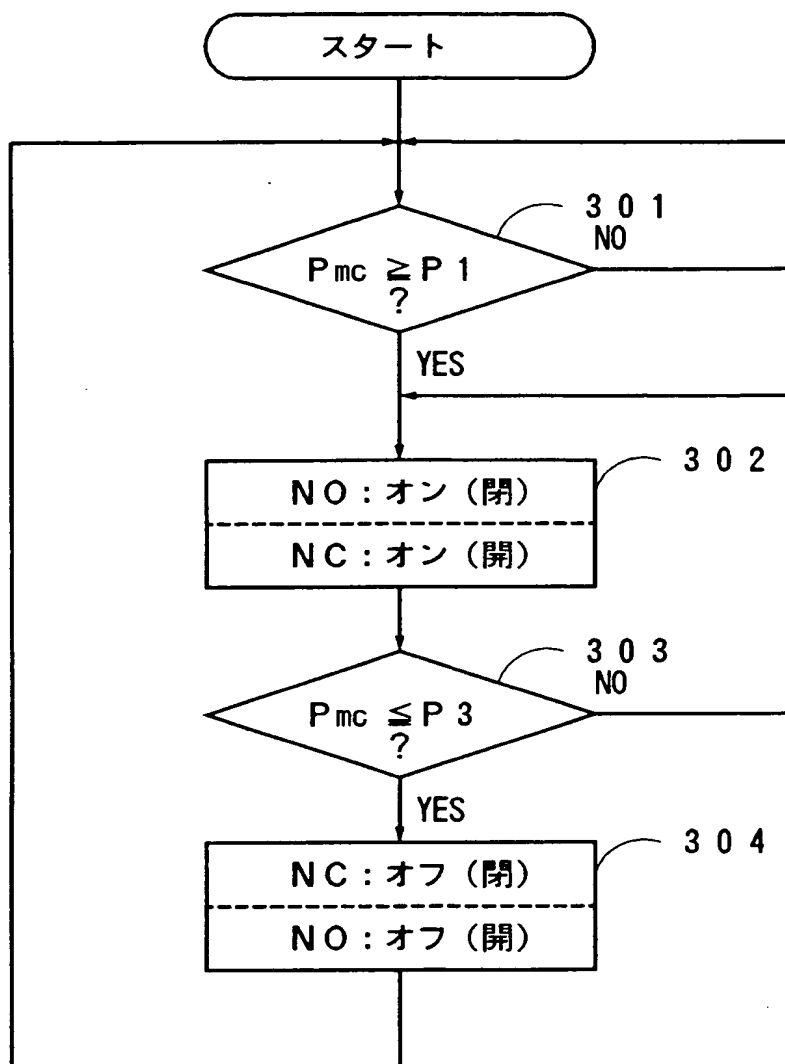 スタート
301
NO
Pmc ≧ P1
?
YES
302
NO:オン(閉)
NC:オン(開)
303
NO
Pmc ≦ P3
?
YES
304
NC:オフ(閉)
NO:オフ(開)